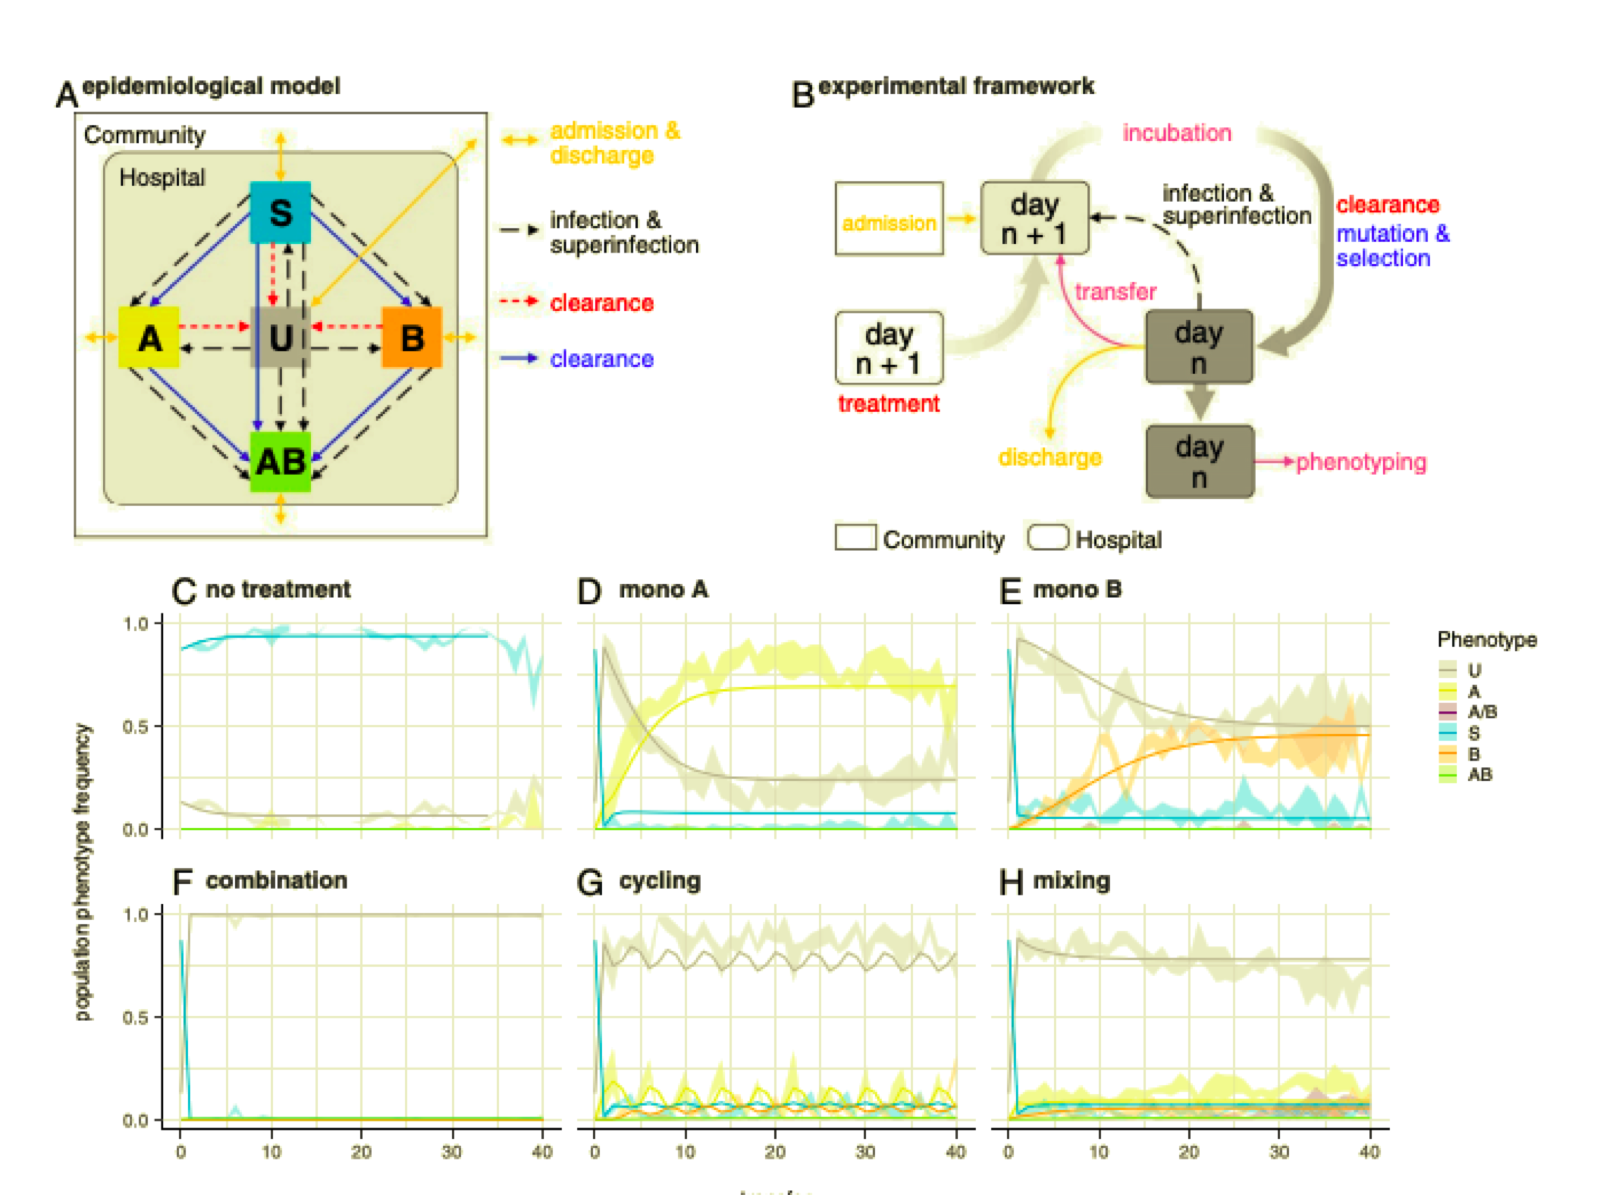 A epidemiological model
Community
Hospital
S
A
U
B
AB
admission &
discharge
infection &
superinfection
clearance
clearance
B experimental framework
incubation
admission
day
n + 1
infection &
superinfection
clearance
mutation &
selection
transfer
day
n + 1
treatment
day
n
discharge
day
n
phenotyping
Community
Hospital
C no treatment
D mono A
E mono B
1.0
0.5
0.0
Phenotype
U
A
A/B
S
B
AB
population phenotype frequency
F combination
G cycling
H mixing
1.0
0.5
0.0
0 10 20 30 40
0 10 20 30 40
0 10 20 30 40